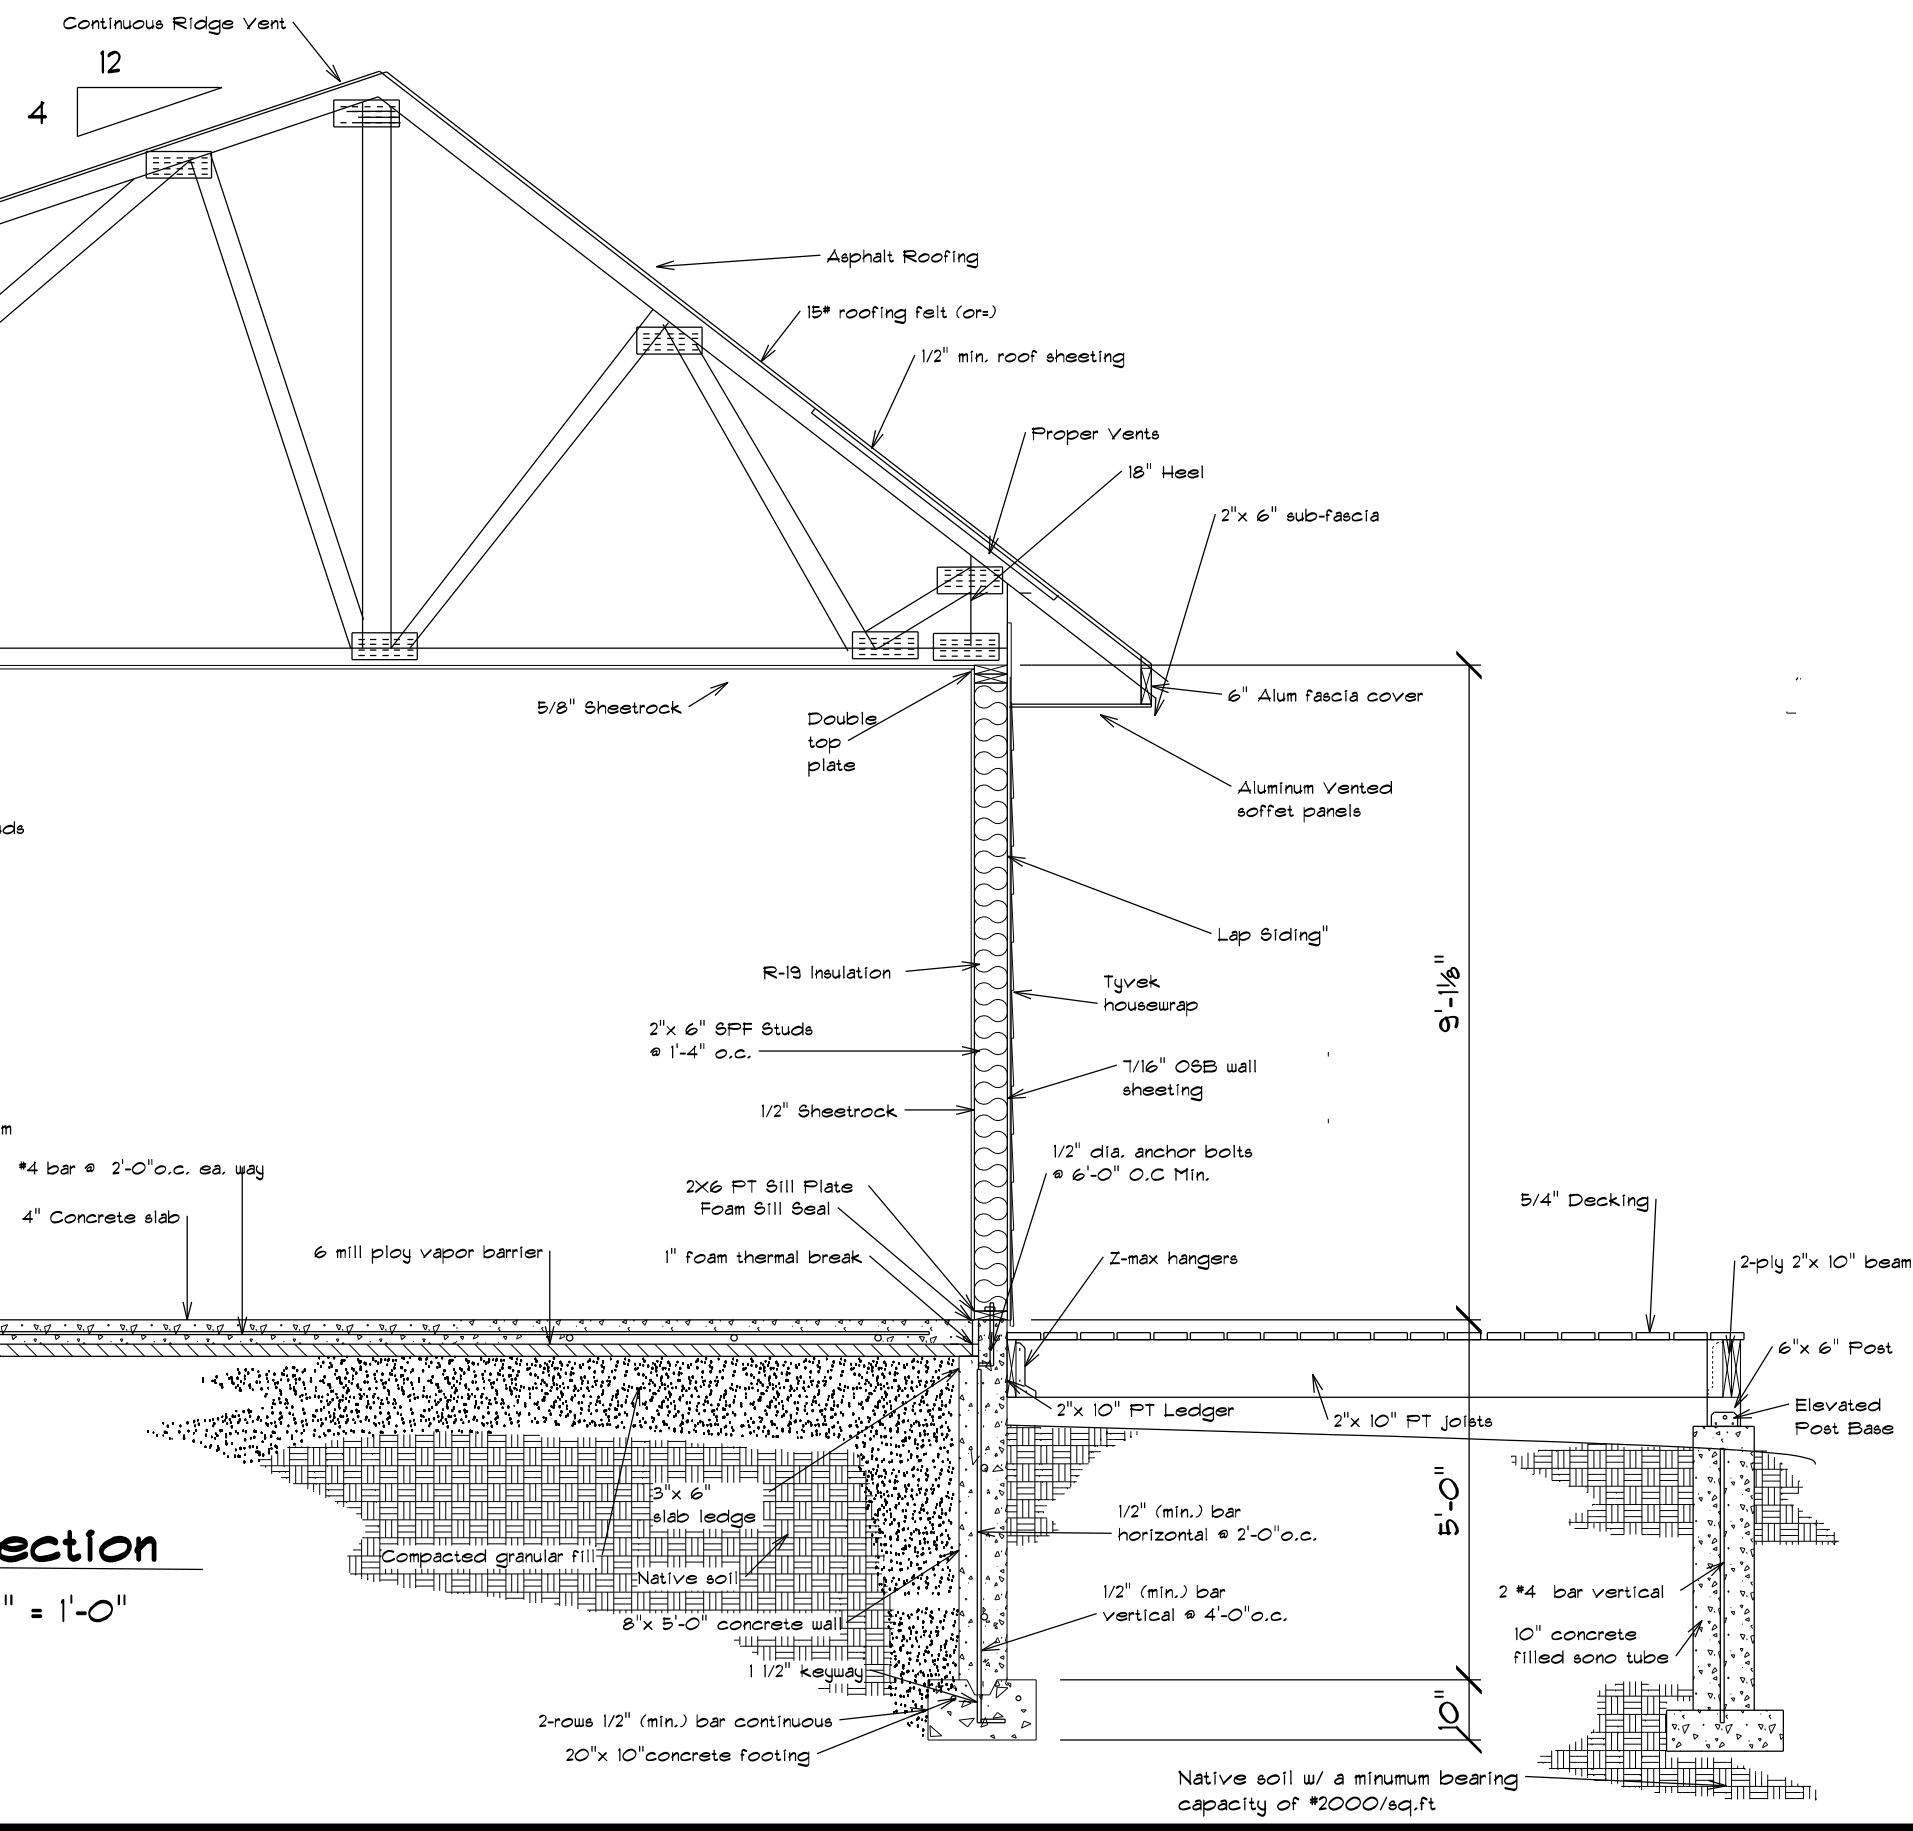 Continuous Ridge Vent
12
4
Asphalt Roofing
15# roofing felt (or=)
1/2" min. roof sheeting
Proper Vents
18" Heel
2"x 6" sub-fascia
5/8" Sheetrock
Double
top
plate
6" Alum fascia cover
Aluminum Vented
soffet panels
uds
Lap Siding"
R-19 Insulation
Tyvek
housewrap
9'-1 1/8"
2"x 6" SPF Studs
@ 1'-4" o.c.
7/16" OSB wall
sheeting
1/2" Sheetrock
m
#4 bar @ 2'-0"o.c. ea. way
1/2" dia. anchor bolts
@ 6'-0" O.C Min.
2X6 PT Sill Plate
Foam Sill Seal
4" Concrete slab
5/4" Decking
6 mill ploy vapor barrier
1" foam thermal break
Z-max hangers
2-ply 2"x 10" beam
6"x 6" Post
2"x 10" PT Ledger
2"x 10" PT joists
Elevated
Post Base
3"x 6"
slab ledge
5'-0"
1/2" (min.) bar
horizontal @ 2'-0"o.c.
ection
Compacted granular fill
Native soil
" = 1'-0"
1/2" (min.) bar
vertical @ 4'-0"o.c.
2 #4 bar vertical
8"x 5'-0" concrete wall
10" concrete
filled sono tube
1 1/2" keyway
10"
2-rows 1/2" (min.) bar continuous
20"x 10"concrete footing
Native soil w/ a minumum bearing
capacity of #2000/sq.ft